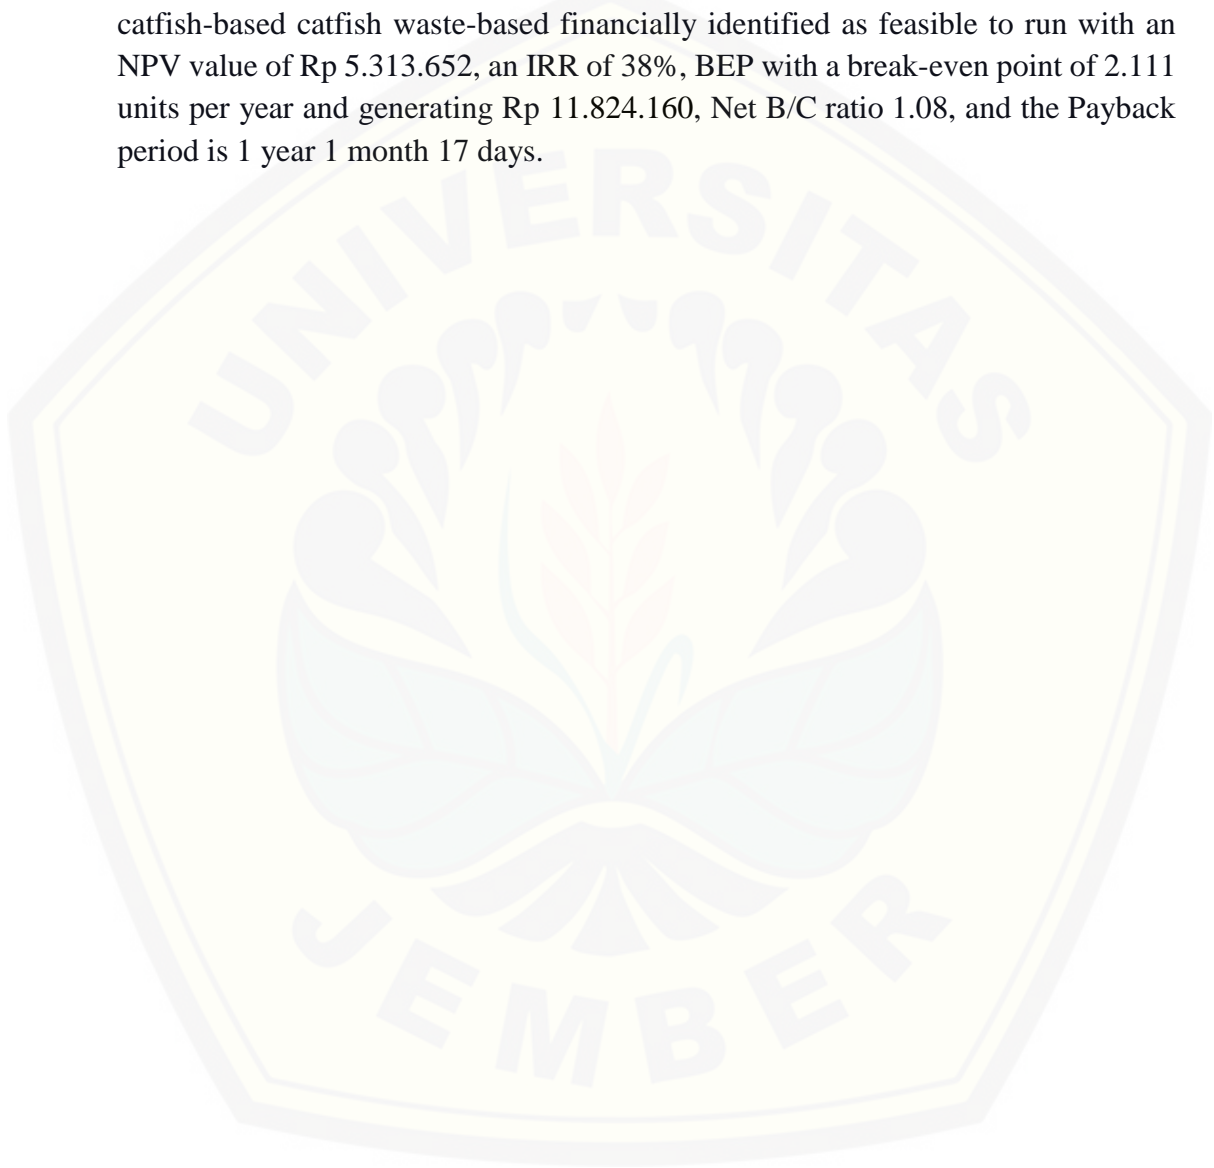 catfish-based catfish waste-based financially identified as feasible to run with an
NPV value of Rp 5.313.652, an IRR of 38%, BEP with a break-even point of 2.111
units per year and generating Rp 11.824.160, Net B/C ratio 1.08, and the Payback
period is 1 year 1 month 17 days.
UNIVERSITAS
JEMBER